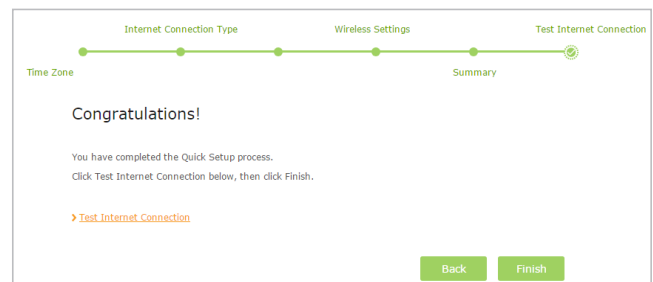 Internet Connection Type Wireless Settings Test Internet Connection
Time Zone Summary
Congratulations!
You have completed the Quick Setup process.
Click Test Internet Connection below, then click Finish.
> Test Internet Connection
Back Finish